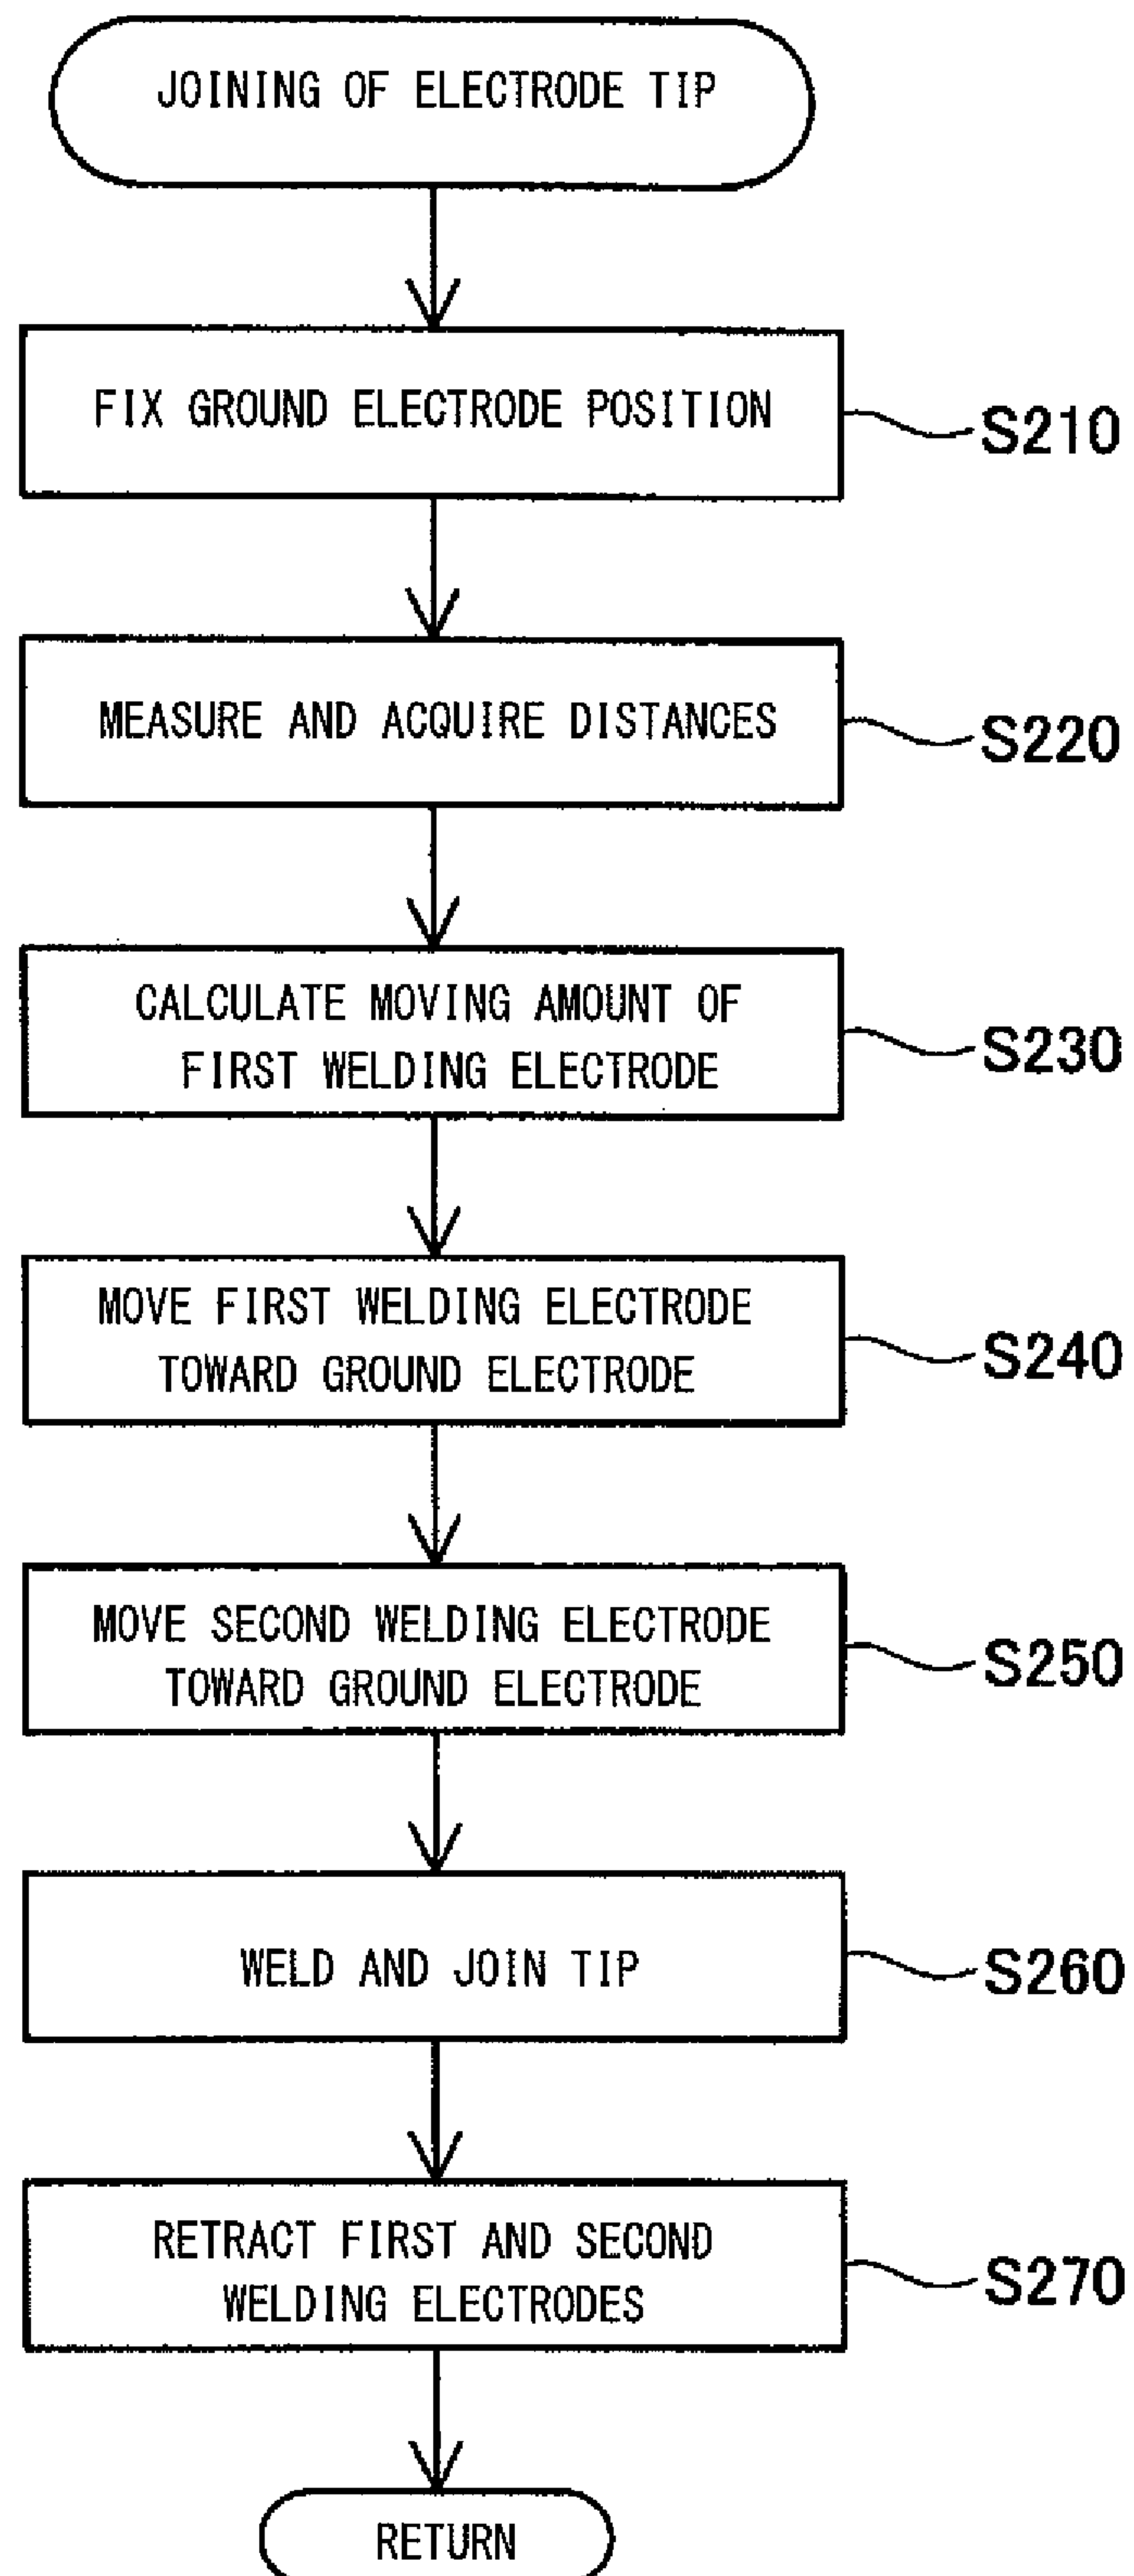 JOINING OF ELECTRODE TIP
FIX GROUND ELECTRODE POSITION
S210
MEASURE AND ACQUIRE DISTANCES
S220
CALCULATE MOVING AMOUNT OF
FIRST WELDING ELECTRODE
S230
MOVE FIRST WELDING ELECTRODE
TOWARD GROUND ELECTRODE
S240
MOVE SECOND WELDING ELECTRODE
TOWARD GROUND ELECTRODE
S250
WELD AND JOIN TIP
S260
RETRACT FIRST AND SECOND
WELDING ELECTRODES
S270
RETURN